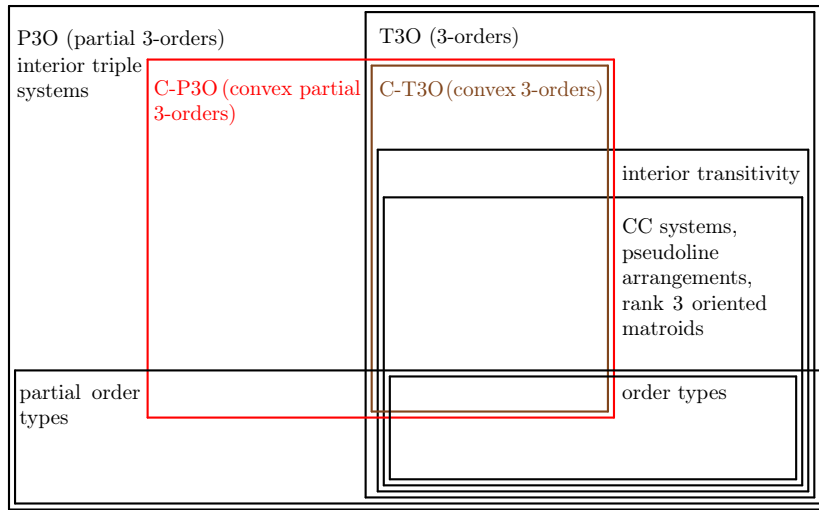 P3O (partial 3-orders)
interior triple
systems
T3O (3-orders)
C-P3O (convex partial
3-orders)
C-T3O (convex 3-orders)
interior transitivity
CC systems,
pseudoline
arrangements,
rank 3 oriented
matroids
partial order
types
order types